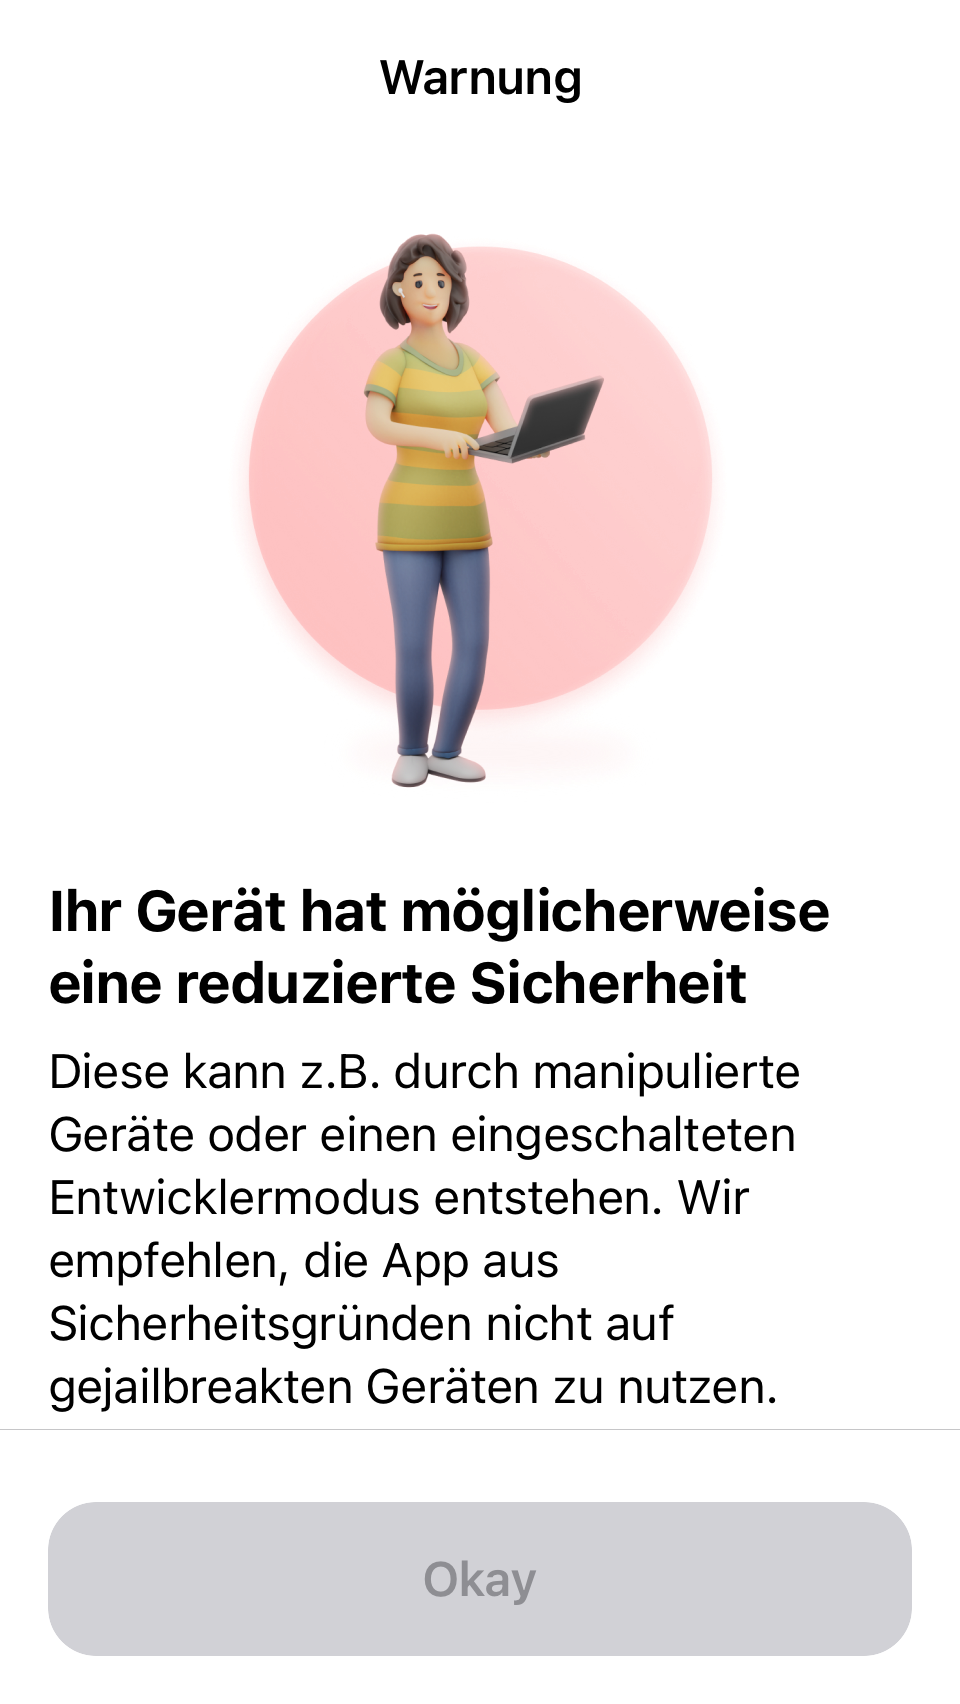 Warnung
Ihr Gerät hat möglicherweise
eine reduzierte Sicherheit
Diese kann z.B. durch manipulierte
Geräte oder einen eingeschalteten
Entwicklermodus entstehen. Wir
empfehlen, die App aus
Sicherheitsgründen nicht auf
gejailbreakten Geräten zu nutzen.
Okay